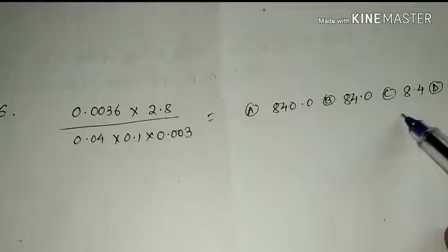 Made with KINEMASTER
6. 0.0036 × 2.8 / 0.04 × 0.1 × 0.003 = (A) 840.0 (B) 84.0 (C) 8.4 (D)